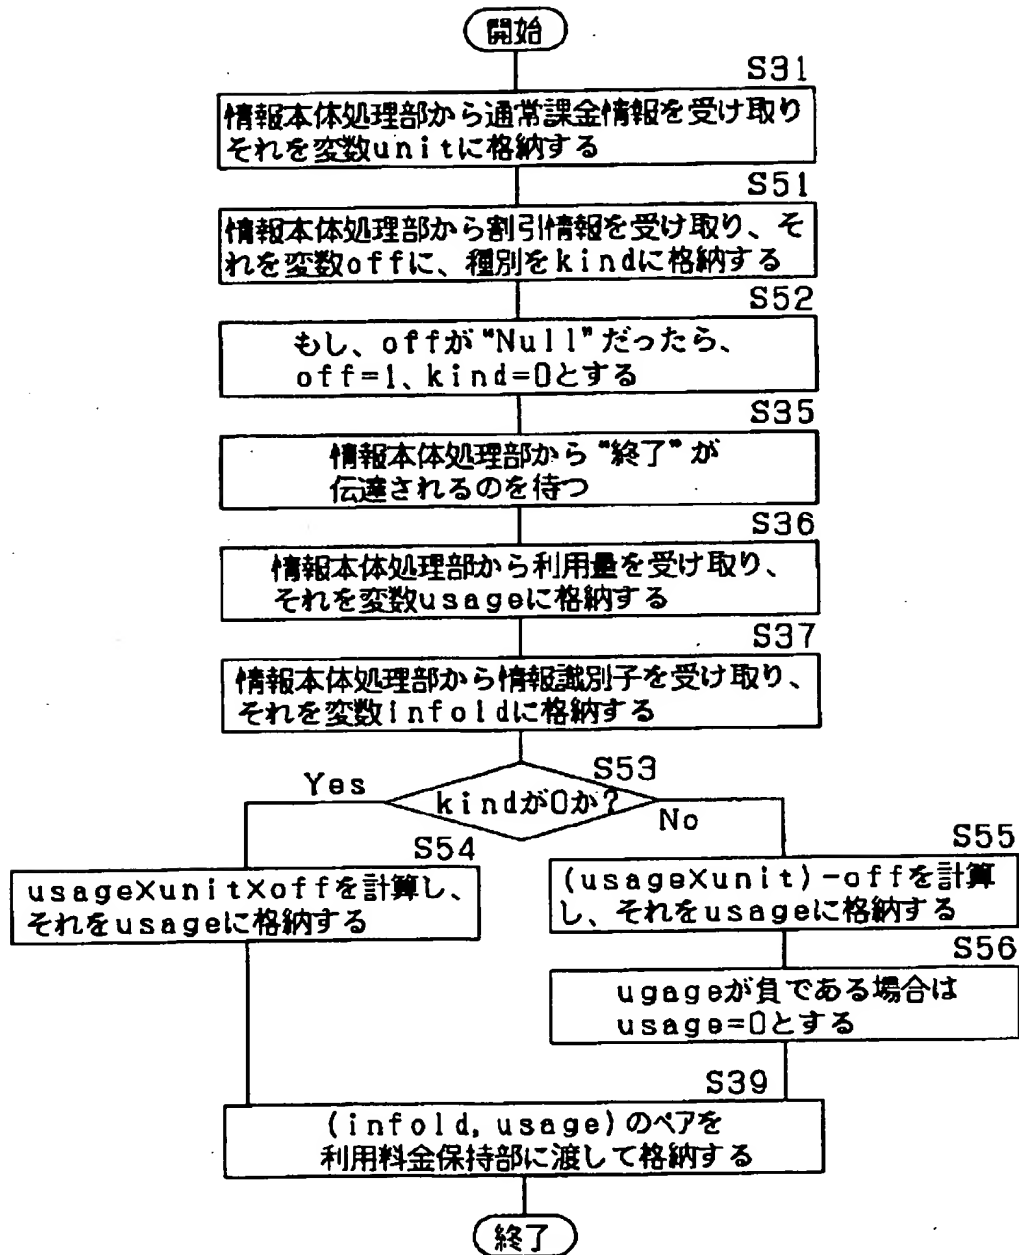 開始
S31
情報本体処理部から通常課金情報を受け取り
それを変数unitに格納する
S51
情報本体処理部から割引情報を受け取り、そ
れを変数offに、種別をkindに格納する
S52
もし、offが“Null”だったら、
off=1、kind=0とする
S35
情報本体処理部から“終了”が
伝達されるのを待つ
S36
情報本体処理部から利用量を受け取り、
それを変数usageに格納する
S37
情報本体処理部から情報識別子を受け取り、
それを変数infoIdに格納する
S53
Yes
kindが0か?
No
S54
usage×unit×offを計算し、
それをusageに格納する
S55
(usage×unit)-offを計算
し、それをusageに格納する
S56
ugageが負である場合は
usage=0とする
S39
(infoId,usage)のペアを
利用料金保持部に渡して格納する
終了